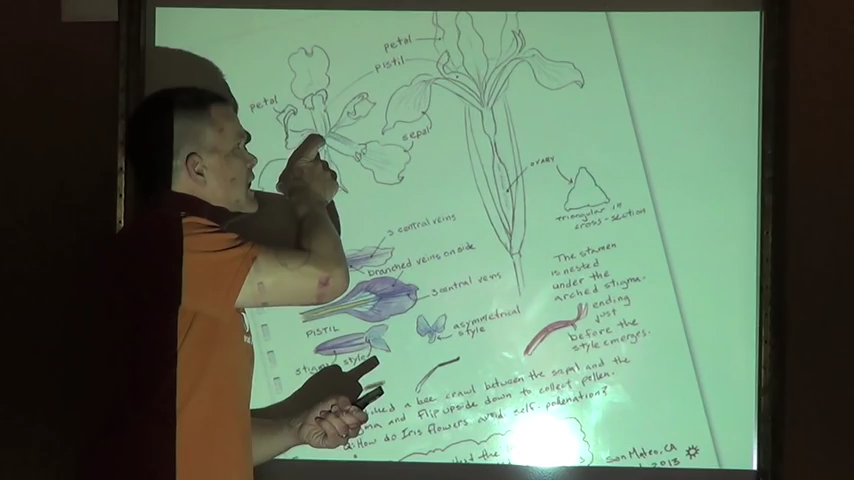 petal
petal
pistil
sepal
OVARY
triangular in
cross-section
3 central veins
branched veins on side
3 central veins
PISTIL
stigma
style
asymmetrical
style
The stamen
is nested
under the
arched stigma-
ending
just
before the
style emerges.
a bee crawl between the sepal and the
and flip upside down to collect pollen.
Q: How do Iris flowers avoid self-pollenation?
the
San Mateo, CA
2013